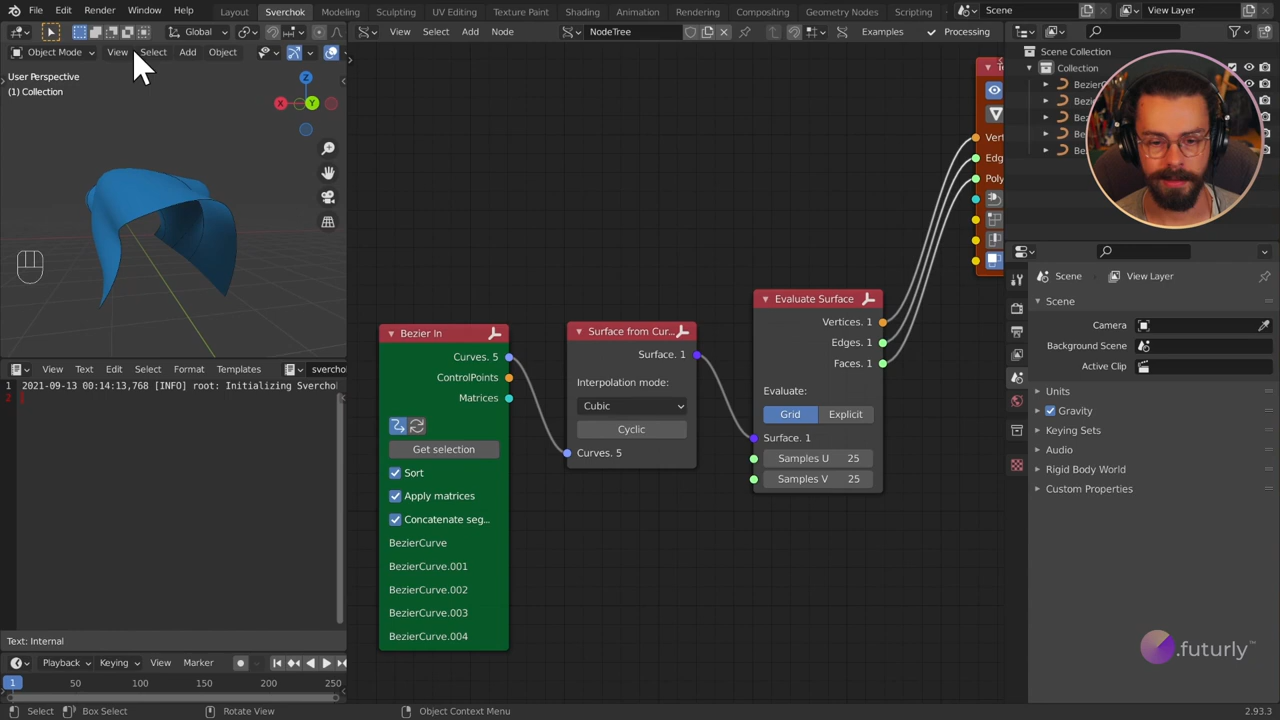 File Edit Render Window Help Layout Sverchok Modeling Sculpting UV Editing Texture Paint Shading Animation Rendering Compositing Geometry Nodes Scripting Scene View Layer
Global View Select Add Node NodeTree Examples Processing
Object Mode View Select Add Object
User Perspective
(1) Collection
Z
X
Y
Scene Collection
Collection
Vert
Edg
Poly
Evaluate Surface
Vertices. 1
Edges. 1
Faces. 1
Evaluate:
Grid Explicit
Surface. 1
Samples U 25
Samples V 25
Surface from Cur...
Surface. 1
Interpolation mode:
Cubic
Cyclic
Curves. 5
Bezier In
Curves. 5
ControlPoints
Matrices
Get selection
Sort
Apply matrices
Concatenate seg...
BezierCurve
BezierCurve.001
BezierCurve.002
BezierCurve.003
BezierCurve.004
View Text Edit Select Format Templates
1 2021-09-13 00:14:13,768 [INFO] root: Initializing Sverchok
2
Text: Internal
Playback Keying View Marker
1 50 100 150 200 250
Select Box Select Rotate View Object Context Menu 2.93.3
Scene View Layer
Scene
Camera
Background Scene
Active Clip
Units
Gravity
Keying Sets
Audio
Rigid Body World
Custom Properties
.futurly